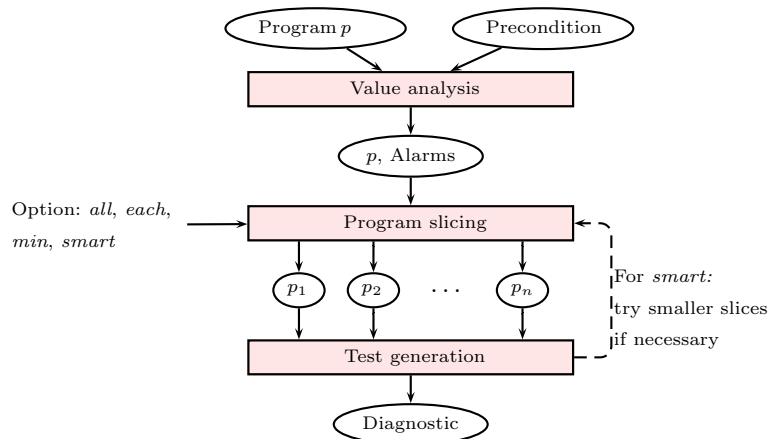 Program p
Precondition
Value analysis
p, Alarms
Option: all, each,
min, smart
Program slicing
p₁
p₂
...
pₙ
For smart:
try smaller slices
if necessary
Test generation
Diagnostic